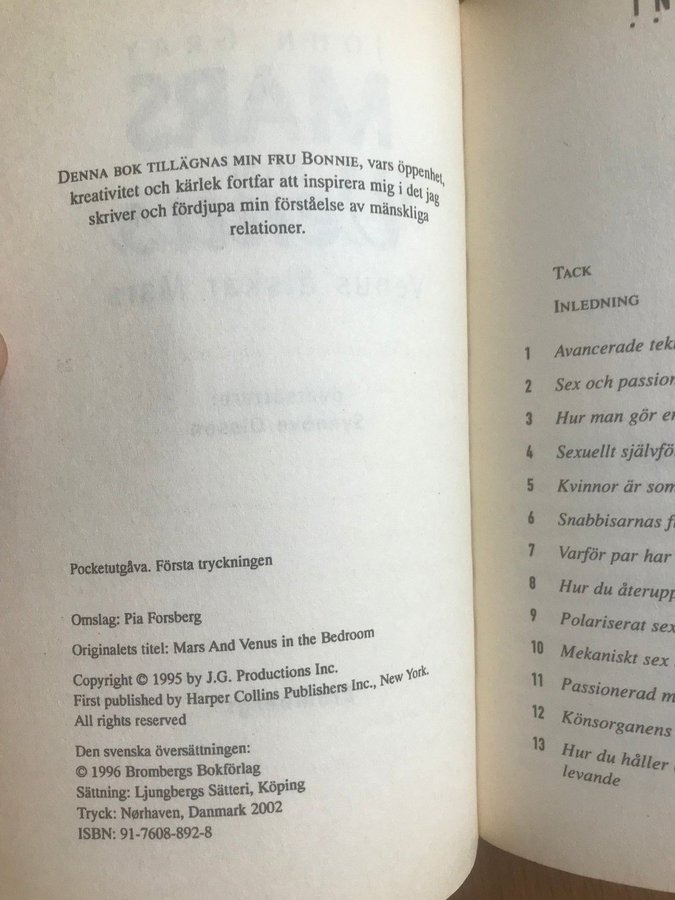 DENNA BOK TILLÄGNAS MIN FRU BONNIE, vars öppenhet,
kreativitet och kärlek fortfar att inspirera mig i det jag
skriver och fördjupa min förståelse av mänskliga
relationer.
Pocketutgåva. Första tryckningen
Omslag: Pia Forsberg
Originalets titel: Mars And Venus in the Bedroom
Copyright © 1995 by J.G. Productions Inc.
First published by Harper Collins Publishers Inc., New York.
All rights reserved
Den svenska översättningen:
© 1996 Brombergs Bokförlag
Sättning: Ljungbergs Sätteri, Köping
Tryck: Nørhaven, Danmark 2002
ISBN: 91-7608-892-8
TACK
INLEDNING
1 Avancerade
2 Sex och
3 Hur man gör
4 Sexuellt
5 Kvinnor är
6 Snabbisarnas
7 Varför par har
8 Hur du
9 Polariserat
10 Mekaniskt sex
11 Passionerad
12 Könsorganens
13 Hur du håller
levande